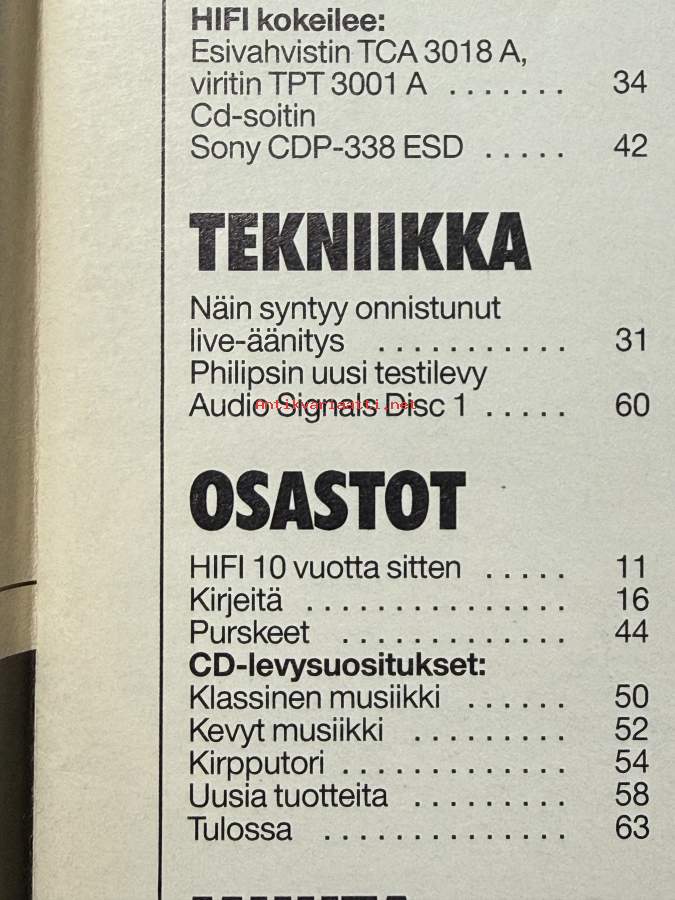 HIFI kokeilee:
Esivahvistin TCA 3018 A,
viritin TPT 3001 A ....... 34
Cd-soitin
Sony CDP-338 ESD ..... 42
TEKNIIKKA
Näin syntyy onnistunut
live-äänitys ........... 31
Philipsin uusi testilevy
Audio Signals Disc 1 ..... 60
Antikvariaatti.net
OSASTOT
HIFI 10 vuotta sitten ..... 11
Kirjeitä ................ 16
Purskeet .............. 44
CD-levysuositukset:
Klassinen musiikki ...... 50
Kevyt musiikki .......... 52
Kirpputori .............. 54
Uusia tuotteita .......... 58
Tulossa ............... 63